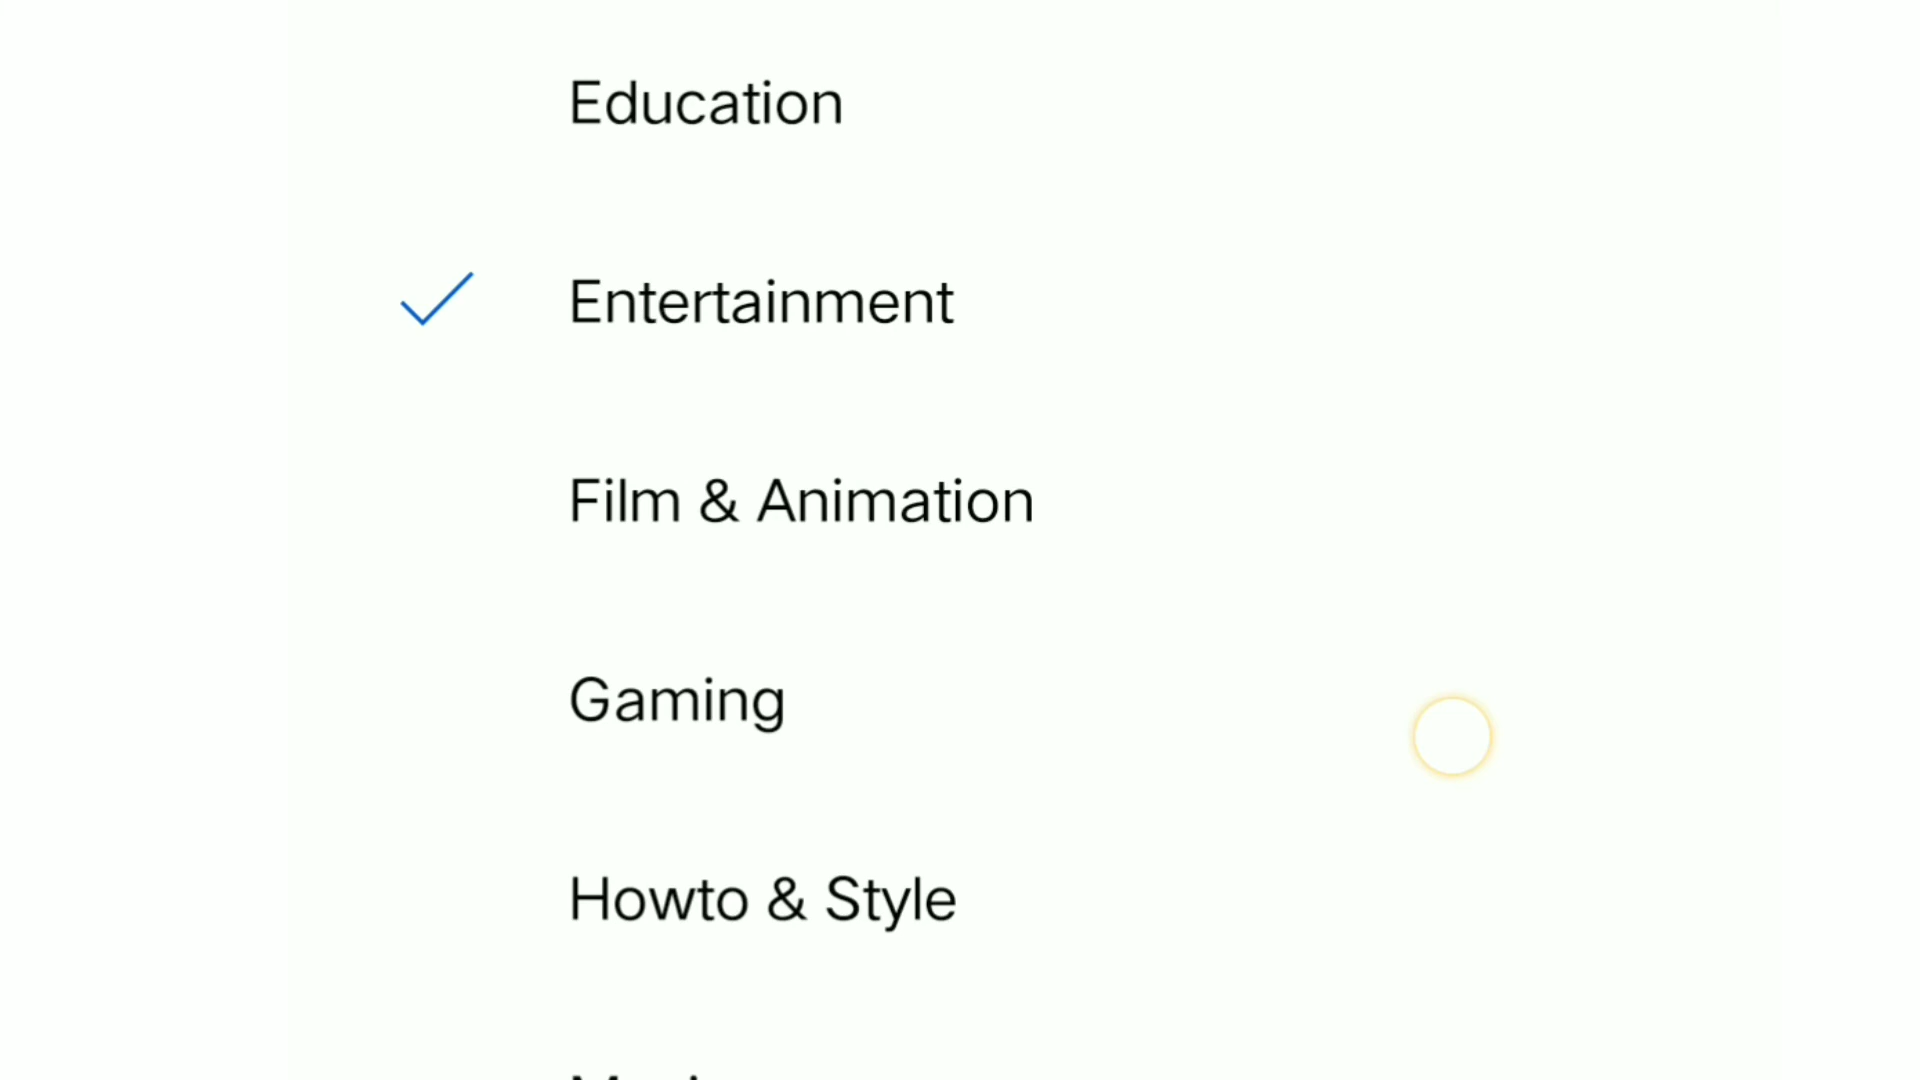 Education
Entertainment
Film & Animation
Gaming
Howto & Style